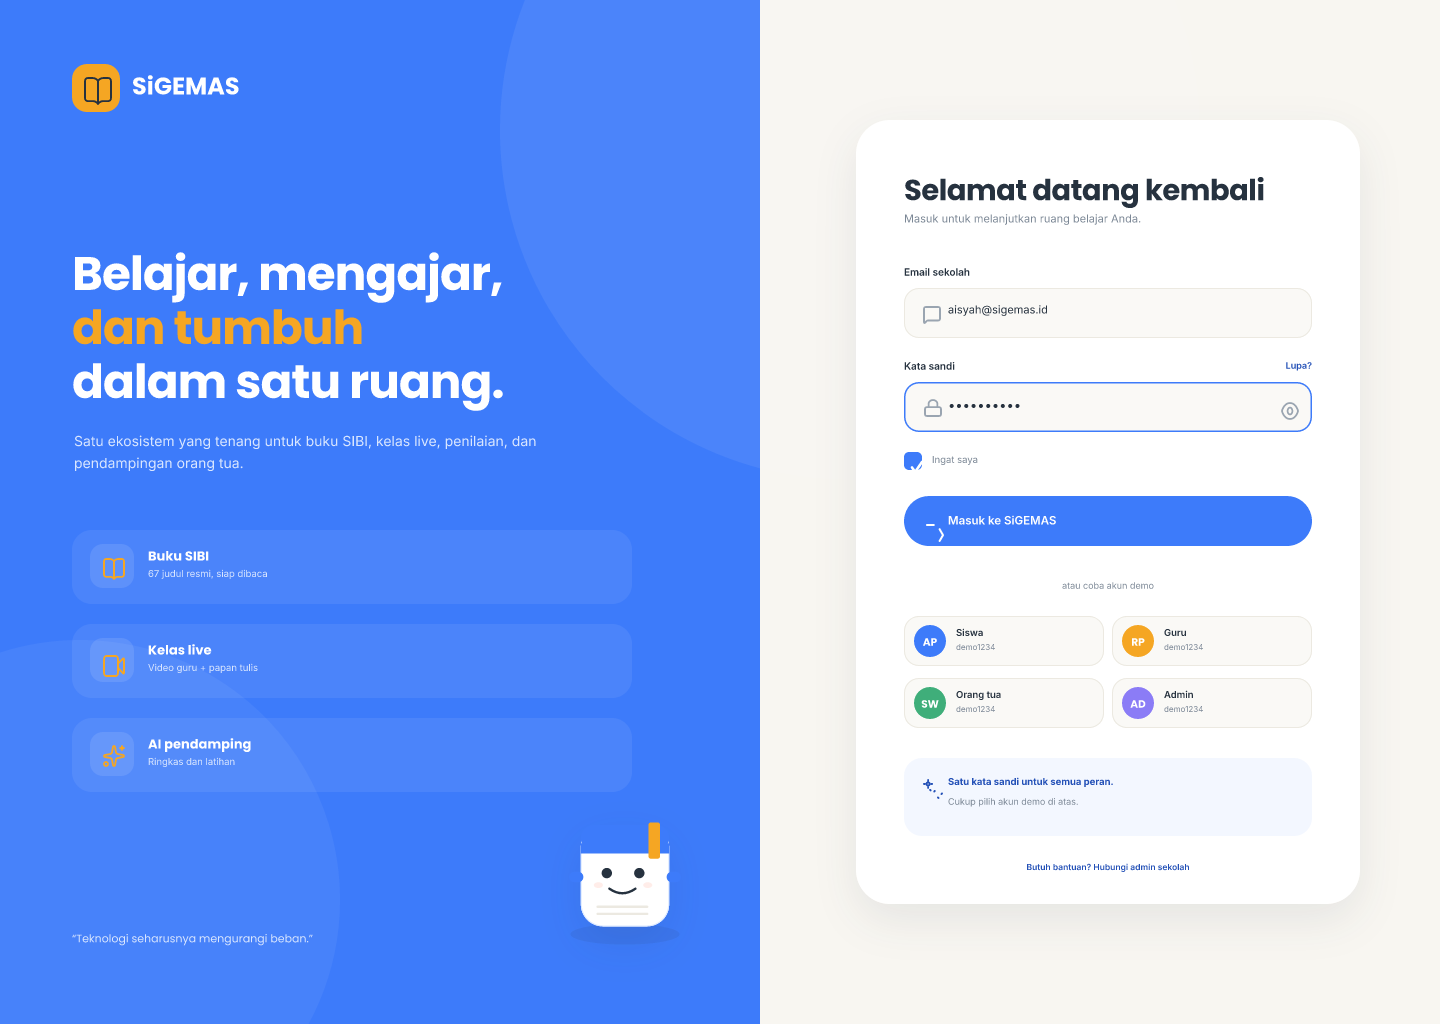 SiGEMAS
Belajar, mengajar,
dan tumbuh
dalam satu ruang.
Satu ekosistem yang tenang untuk buku SIBI, kelas live, penilaian, dan
pendampingan orang tua.
Buku SIBI
67 judul resmi, siap dibaca
Kelas live
Video guru + papan tulis
AI pendamping
Ringkas dan latihan
“Teknologi seharusnya mengurangi beban.”
Selamat datang kembali
Masuk untuk melanjutkan ruang belajar Anda.
Email sekolah
aisyah@sigemas.id
Kata sandi
Lupa?
••••••••••
Ingat saya
Masuk ke SiGEMAS
atau coba akun demo
AP
Siswa
demo1234
RP
Guru
demo1234
SW
Orang tua
demo1234
AD
Admin
demo1234
Satu kata sandi untuk semua peran.
Cukup pilih akun demo di atas.
Butuh bantuan? Hubungi admin sekolah